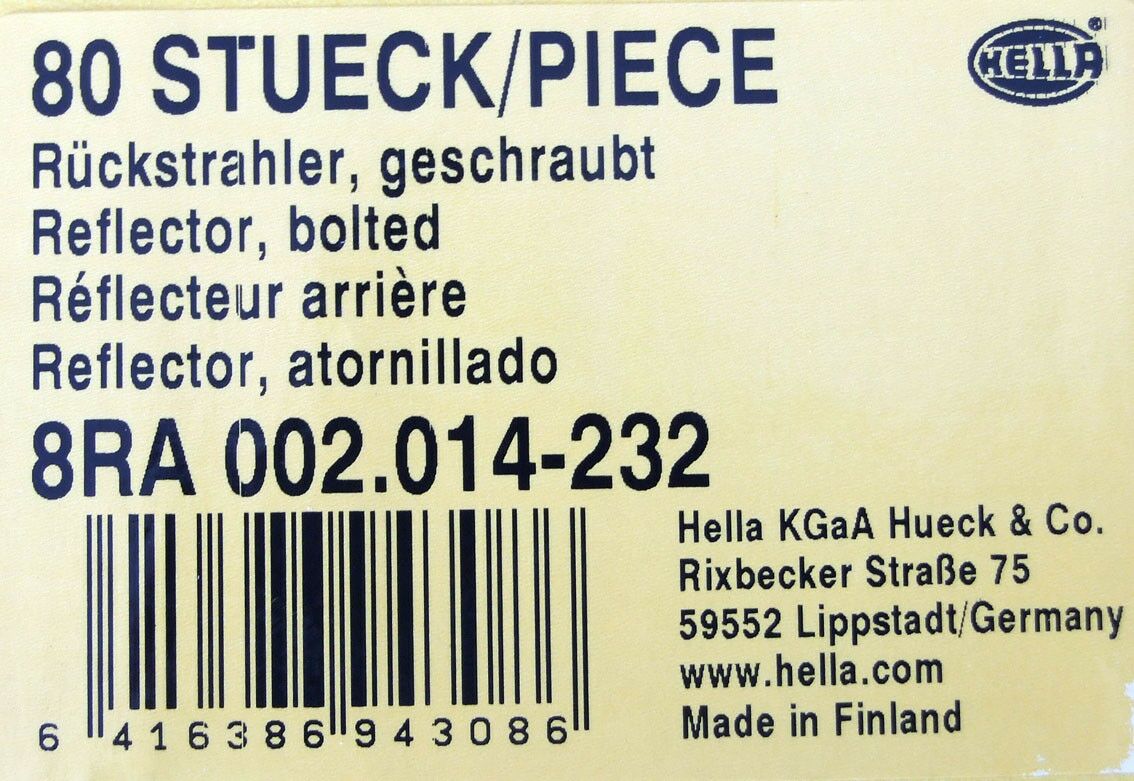 80 STUECK/PIECE
HELLA®
Rückstrahler, geschraubt
Reflector, bolted
Réflecteur arrière
Reflector, atornillado
8RA 002.014-232
Hella KGaA Hueck & Co.
Rixbecker Straße 75
59552 Lippstadt/Germany
www.hella.com
Made in Finland
6 416386 943086